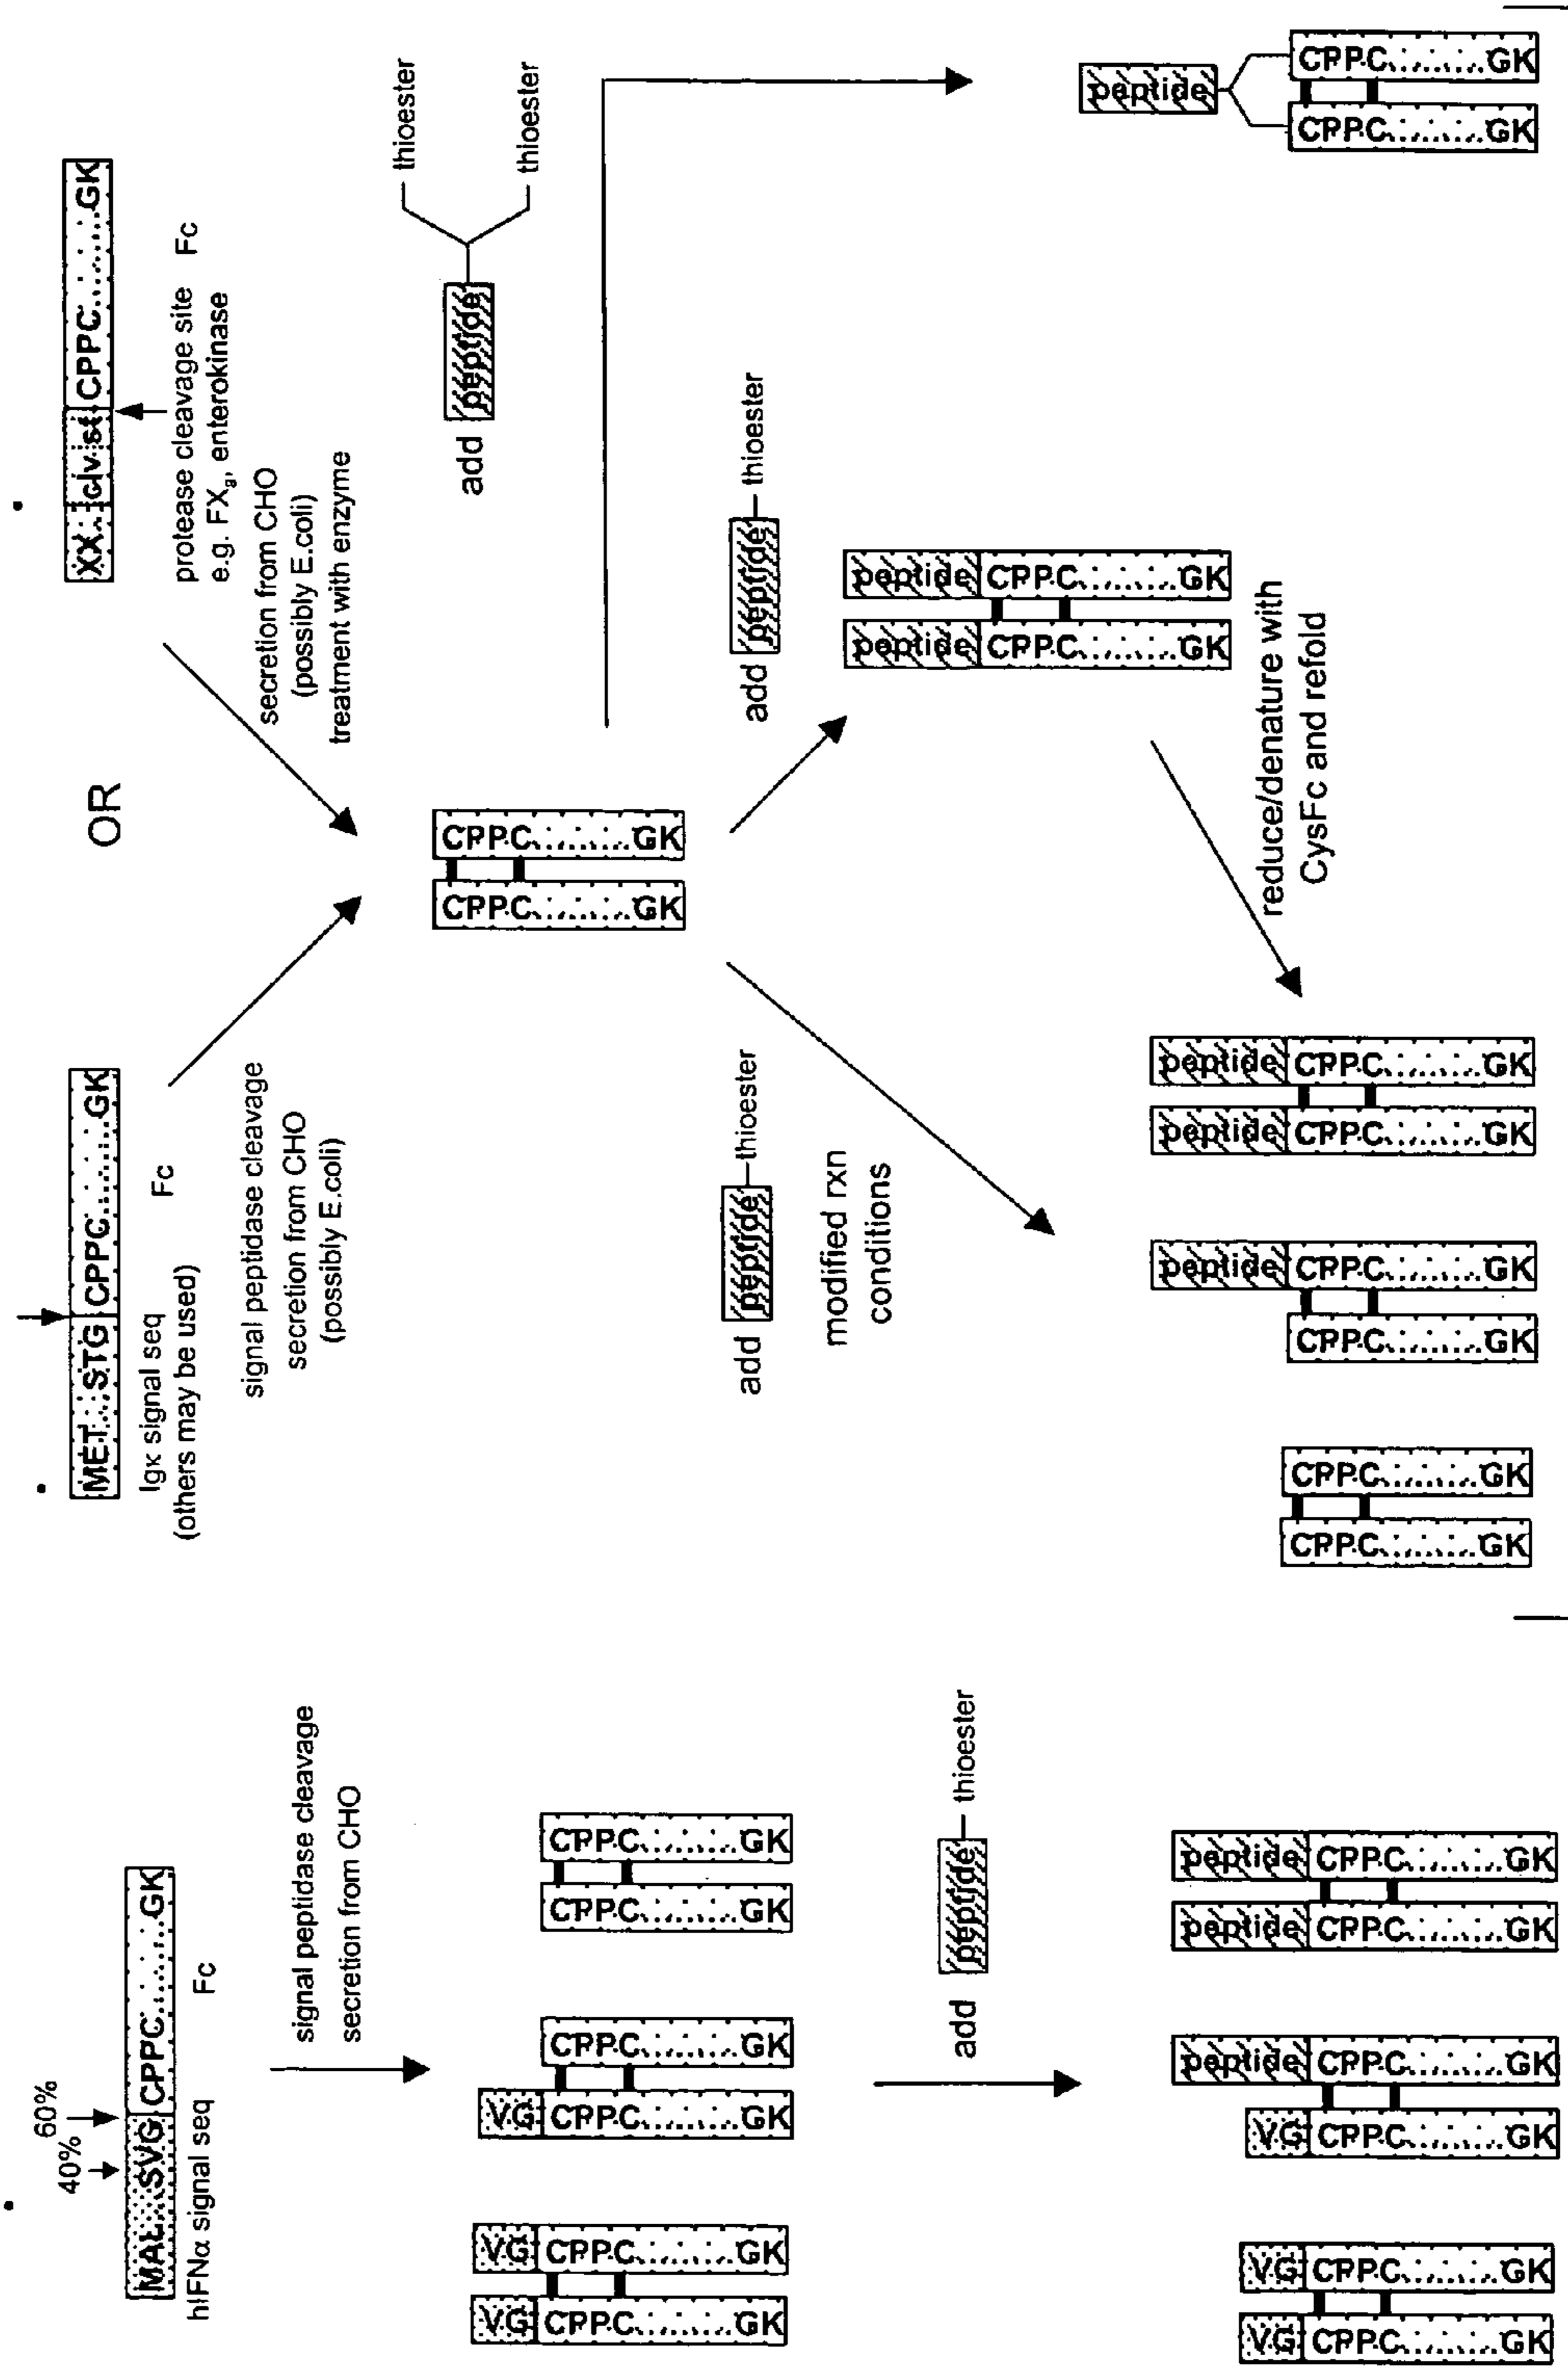 40% 60%
MAL..SVG CPPC.........GK
hIFNα signal seq Fc
signal peptidase cleavage
secretion from CHO
VG CPPC.........GK
VG CPPC.........GK
VG CPPC.........GK
CPPC.........GK
CPPC.........GK
CPPC.........GK
add peptide thioester
VG CPPC.........GK
VG CPPC.........GK
VG CPPC.........GK
peptide CPPC.........GK
peptide CPPC.........GK
peptide CPPC.........GK
MET..STG CPPC.........GK
Igκ signal seq Fc
(others may be used)
signal peptidase cleavage
secretion from CHO
(possibly E.coli)
OR
XX..clv st CPPC.........GK
protease cleavage site Fc
e.g. FXa, enterokinase
secretion from CHO
(possibly E.coli)
treatment with enzyme
CPPC.........GK
CPPC.........GK
add peptide thioester
thioester
add peptide thioester
modified rxn
conditions
add peptide thioester
peptide CPPC.........GK
peptide CPPC.........GK
reduce/denature with
CysFc and refold
CPPC.........GK
CPPC.........GK
CPPC.........GK
peptide CPPC.........GK
peptide CPPC.........GK
peptide CPPC.........GK
peptide
CPPC.........GK
CPPC.........GK